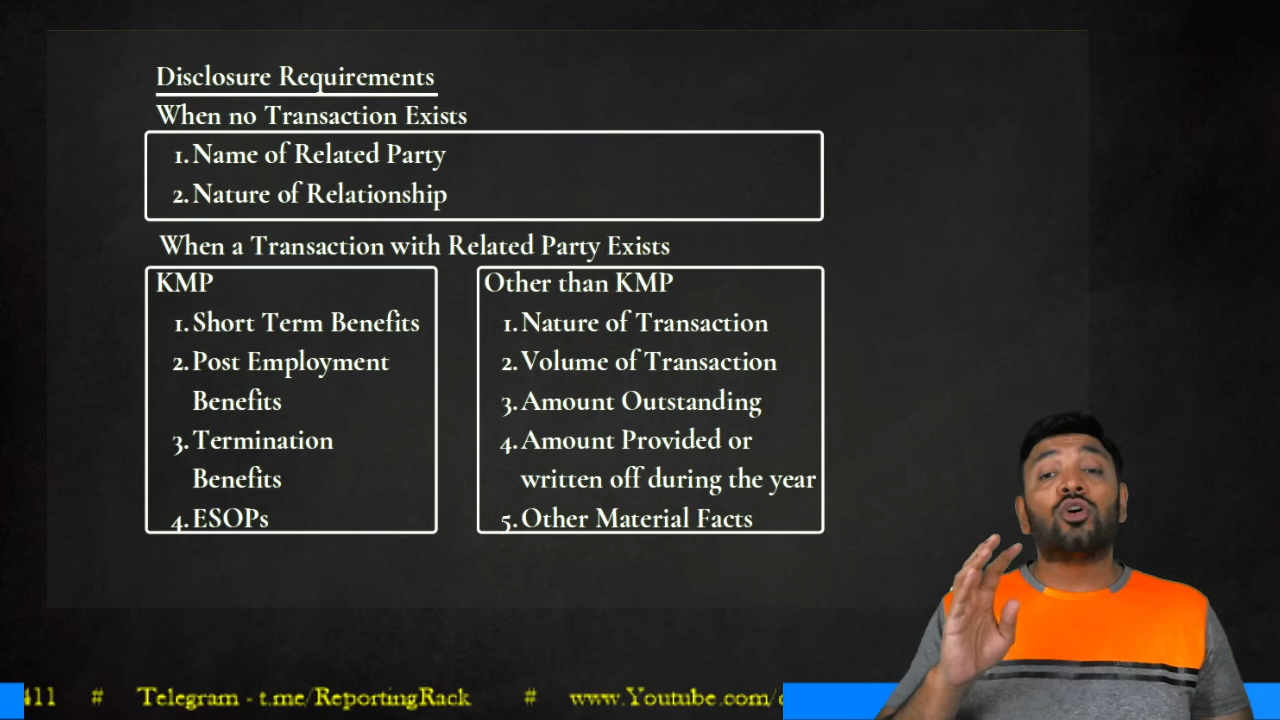 Disclosure Requirements
When no Transaction Exists
1. Name of Related Party
2. Nature of Relationship
When a Transaction with Related Party Exists
KMP
1. Short Term Benefits
2. Post Employment
Benefits
3. Termination
Benefits
4. ESOPs
Other than KMP
1. Nature of Transaction
2. Volume of Transaction
3. Amount Outstanding
4. Amount Provided or
written off during the year
5. Other Material Facts
411 # Telegram - t.me/ReportingRack # www.Youtube.com/